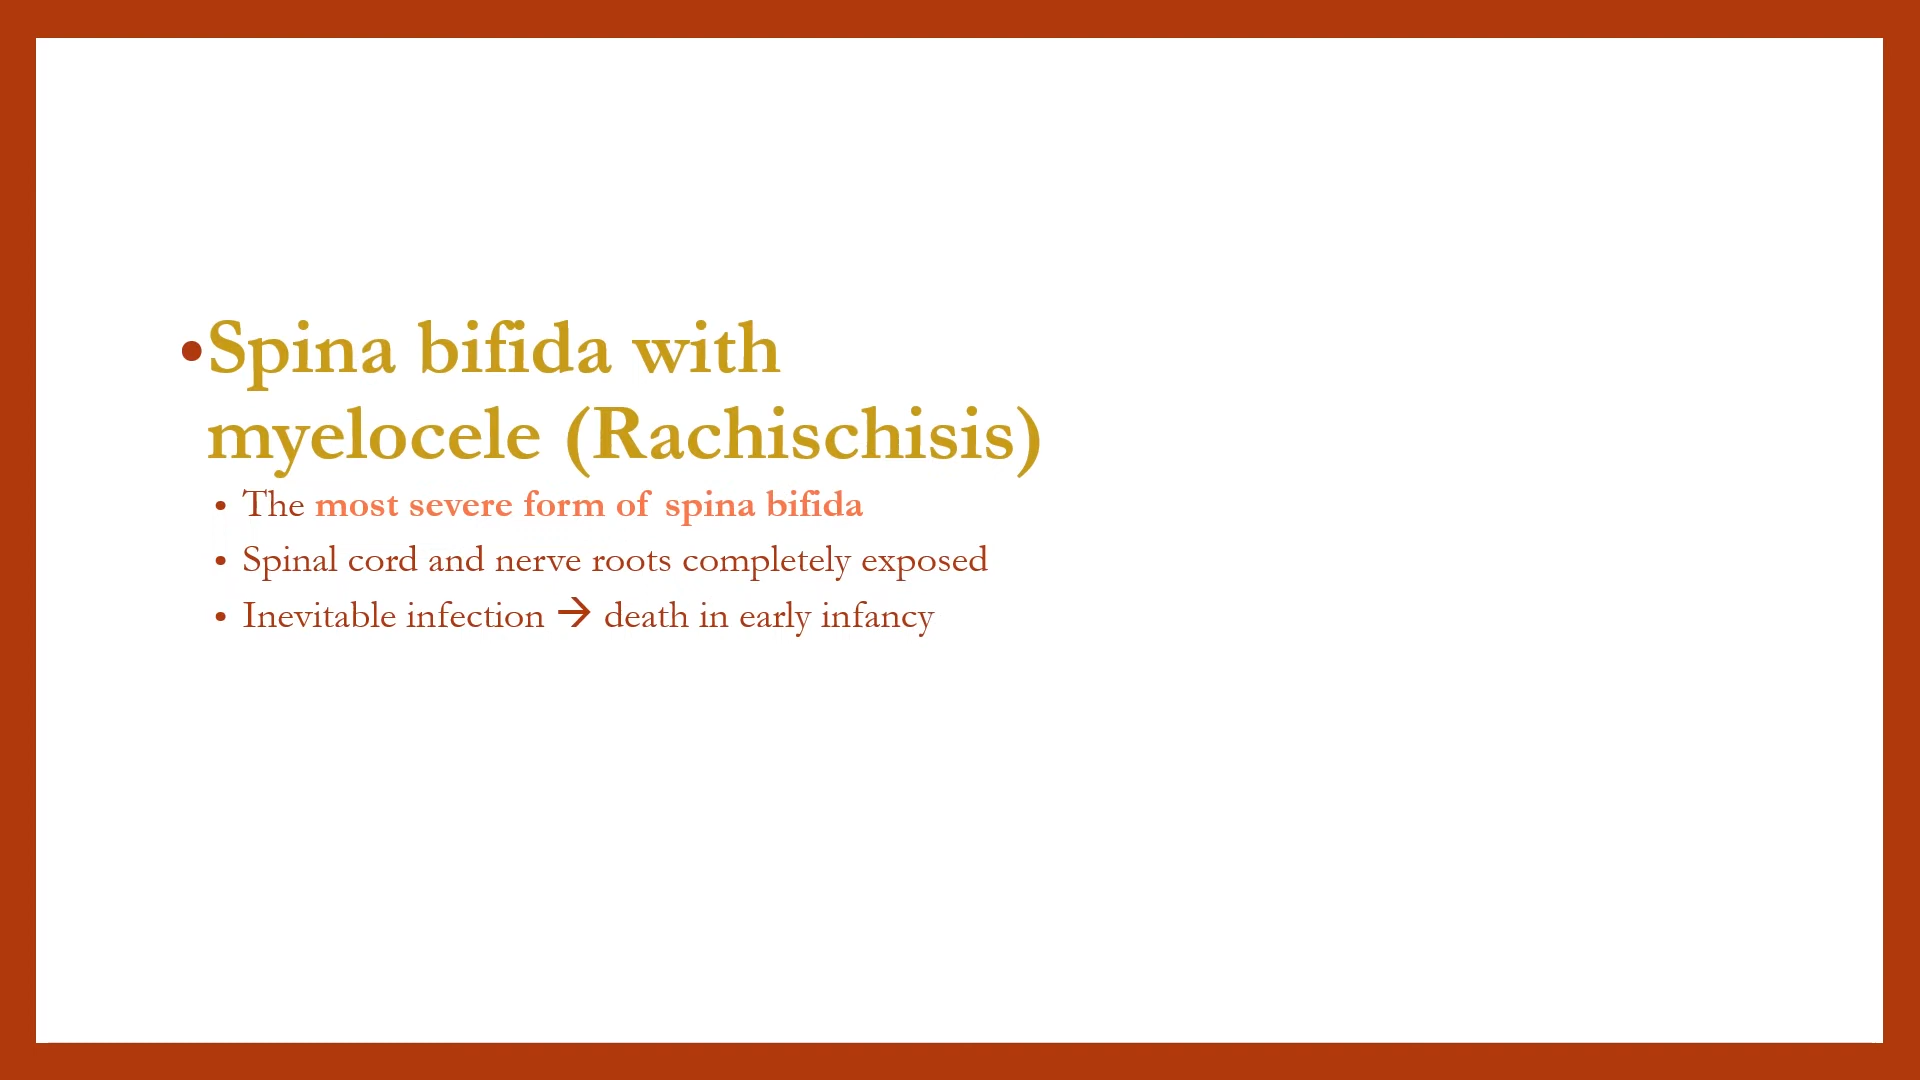 •Spina bifida with
myelocele (Rachischisis)
• The most severe form of spina bifida
• Spinal cord and nerve roots completely exposed
• Inevitable infection → death in early infancy